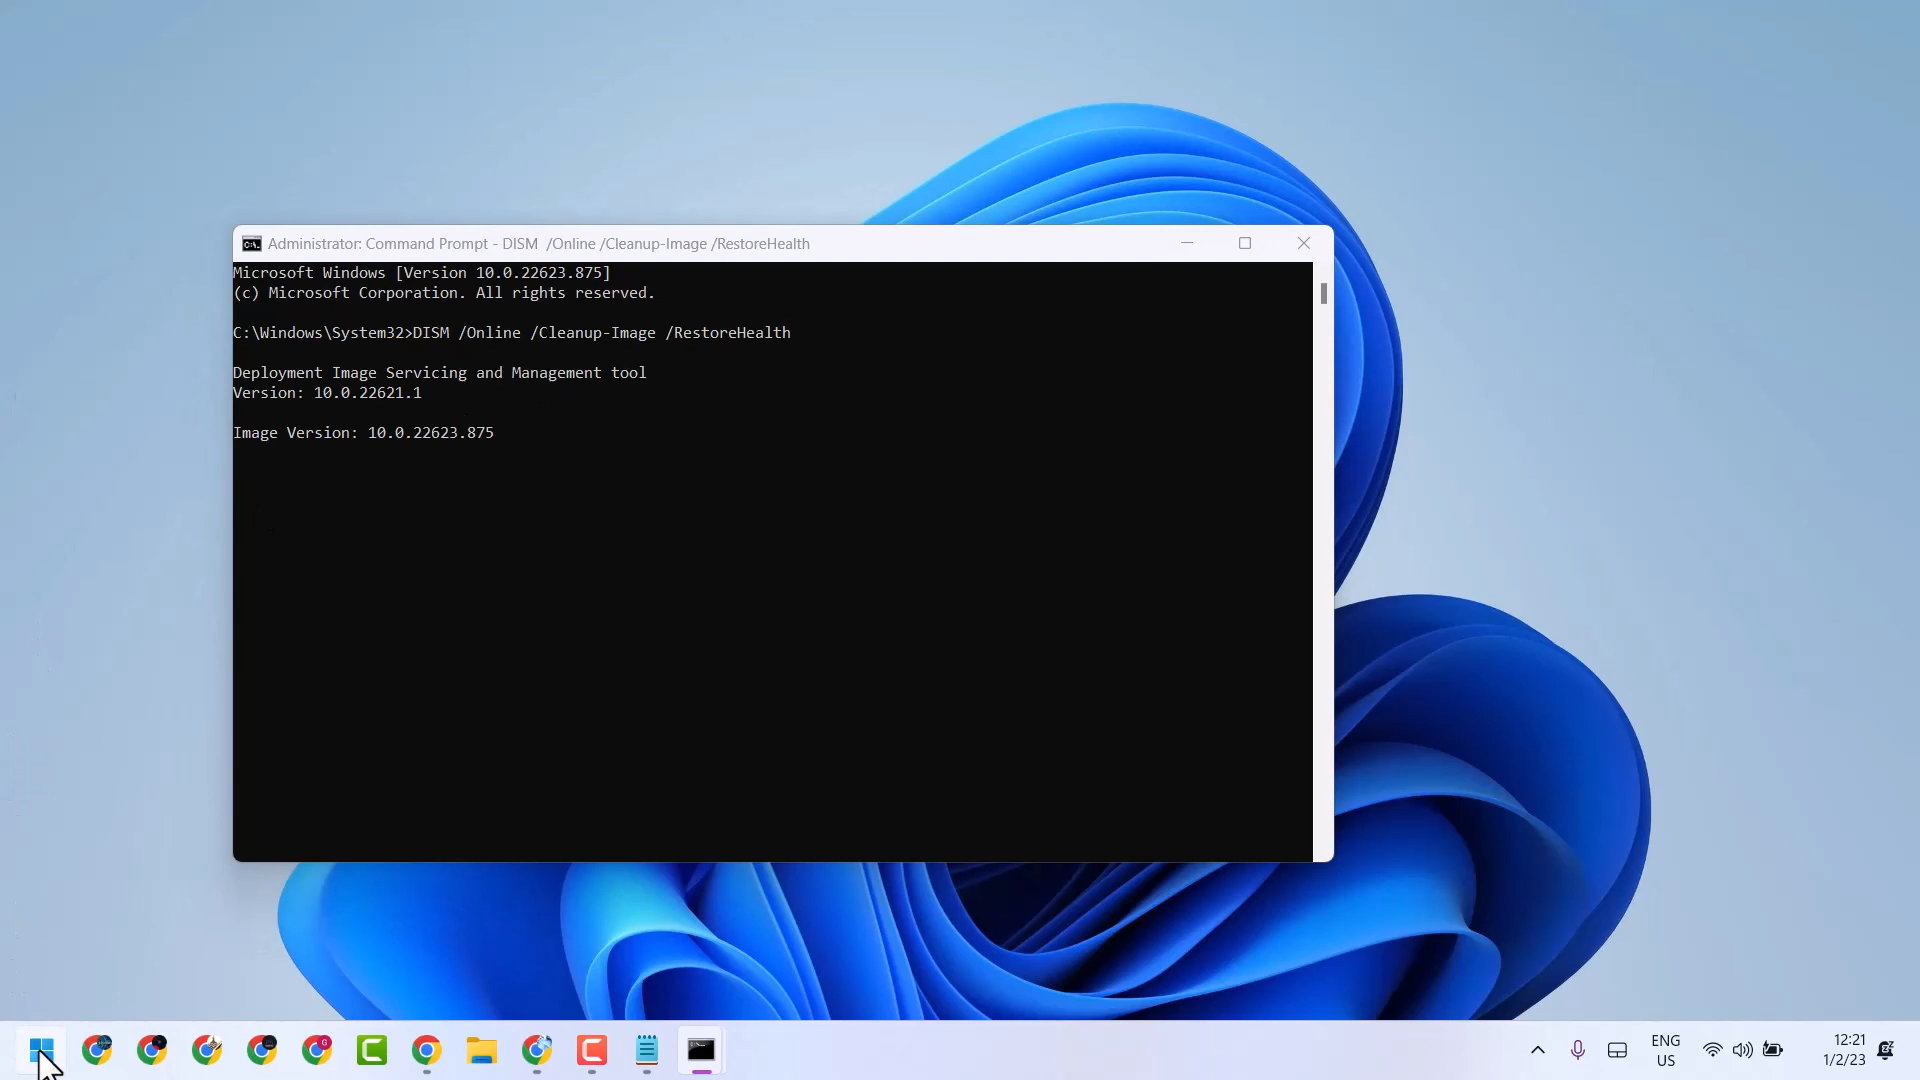 Administrator: Command Prompt - DISM  /Online /Cleanup-Image /RestoreHealth
Microsoft Windows [Version 10.0.22623.875]
(c) Microsoft Corporation. All rights reserved.
C:\Windows\System32>DISM /Online /Cleanup-Image /RestoreHealth
Deployment Image Servicing and Management tool
Version: 10.0.22621.1
Image Version: 10.0.22623.875
ENG
US
12:21
1/2/23